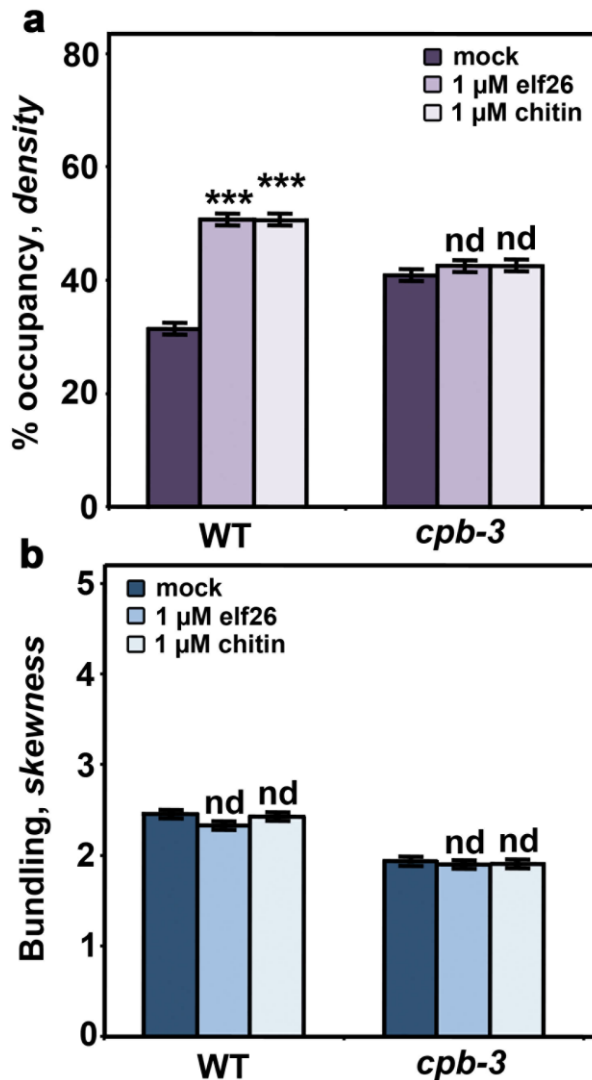 a
80
60
40
20
0
% occupancy, density
mock
1 µM elf26
1 µM chitin
***
***
nd
nd
WT
cpb-3
b
5
4
3
2
1
0
Bundling, skewness
mock
1 µM elf26
1 µM chitin
nd
nd
nd
nd
WT
cpb-3